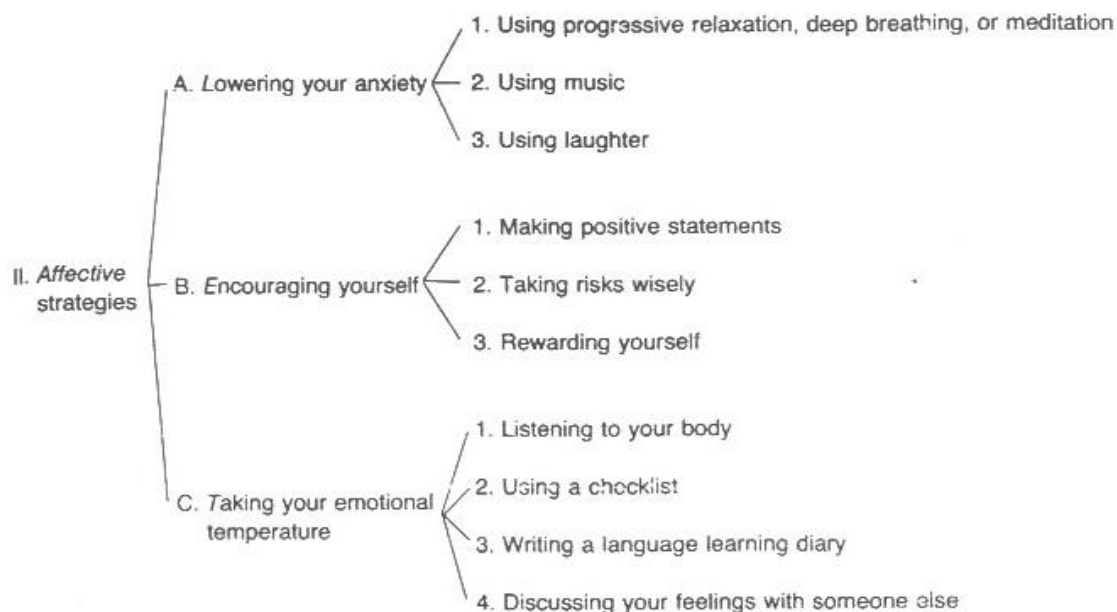 1. Using progressive relaxation, deep breathing, or meditation
A. Lowering your anxiety
2. Using music
3. Using laughter
1. Making positive statements
II. Affective
strategies
B. Encouraging yourself
2. Taking risks wisely
3. Rewarding yourself
1. Listening to your body
2. Using a checklist
C. Taking your emotional
temperature
3. Writing a language learning diary
4. Discussing your feelings with someone else